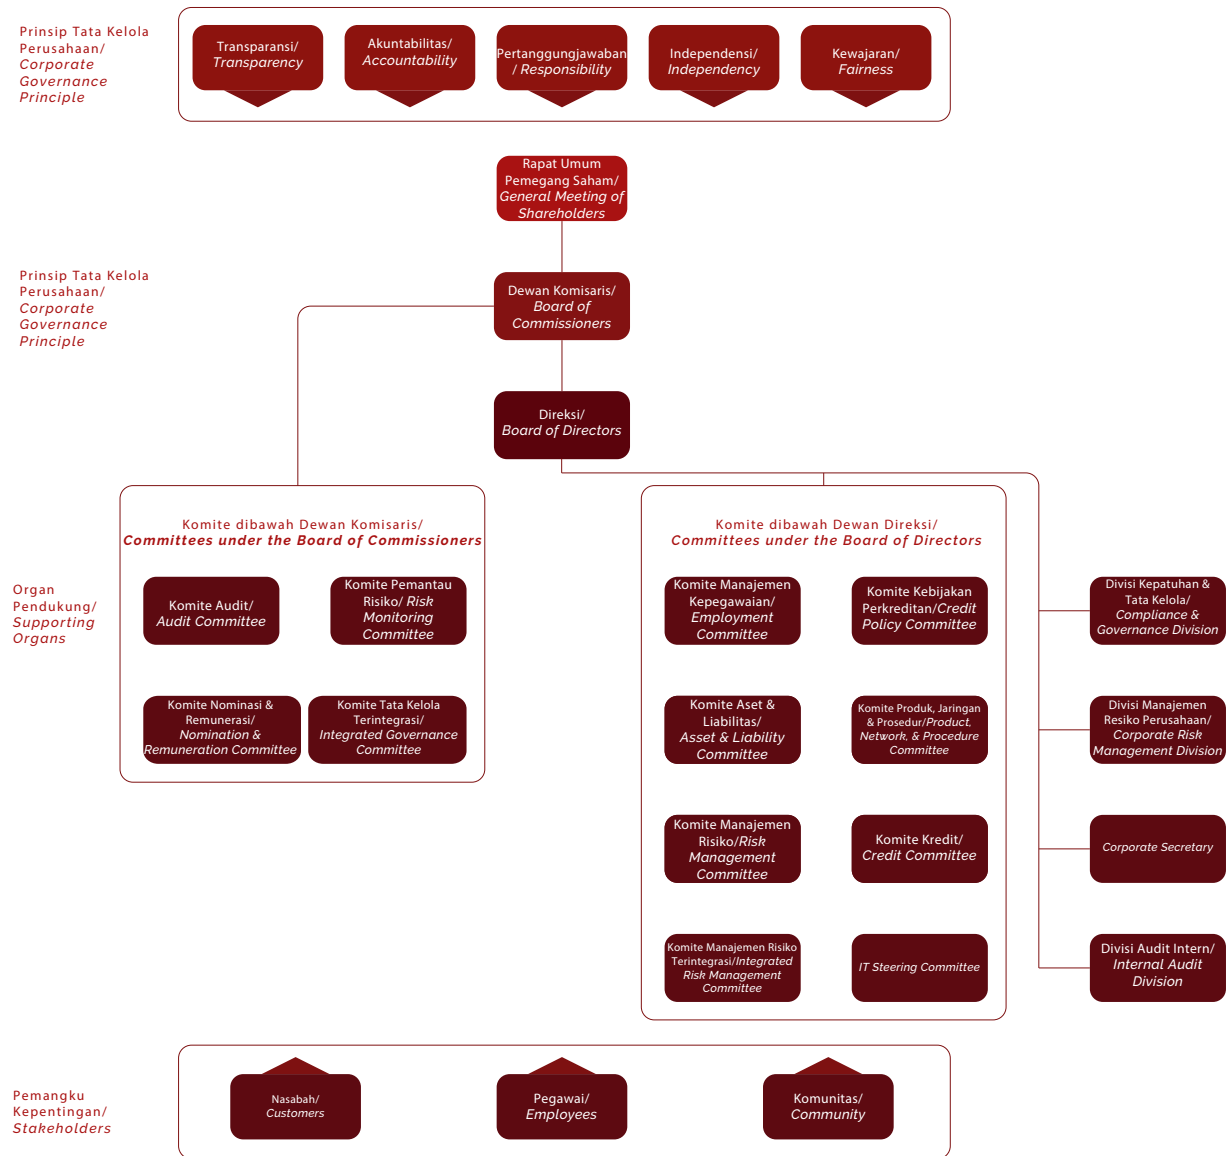 Prinsip Tata Kelola
Perusahaan/
Corporate
Governance
Principle
Transparansi/
Transparency
Akuntabilitas/
Accountability
Pertanggungjawaban
/ Responsibility
Independensi/
Independency
Kewajaran/
Fairness
Rapat Umum
Pemegang Saham/
General Meeting of
Shareholders
Prinsip Tata Kelola
Perusahaan/
Corporate
Governance
Principle
Dewan Komisaris/
Board of
Commissioners
Direksi/
Board of Directors
Organ
Pendukung/
Supporting
Organs
Komite dibawah Dewan Komisaris/
Committees under the Board of Commissioners
Komite Audit/
Audit Committee
Komite Pemantau
Risiko/ Risk
Monitoring
Committee
Komite Nominasi &
Remunerasi/
Nomination &
Remuneration Committee
Komite Tata Kelola
Terintegrasi/
Integrated Governance
Committee
Komite dibawah Dewan Direksi/
Committees under the Board of Directors
Komite Manajemen
Kepegawaian/
Employment
Committee
Komite Kebijakan
Perkreditan/Credit
Policy Committee
Komite Aset &
Liabilitas/
Asset & Liability
Committee
Komite Produk, Jaringan
& Prosedur/Product,
Network, & Procedure
Committee
Komite Manajemen
Risiko/Risk
Management
Committee
Komite Kredit/
Credit Committee
Komite Manajemen Risiko
Terintegrasi/Integrated
Risk Management
Committee
IT Steering Committee
Divisi Kepatuhan &
Tata Kelola/
Compliance &
Governance Division
Divisi Manajemen
Resiko Perusahaan/
Corporate Risk
Management Division
Corporate Secretary
Divisi Audit Intern/
Internal Audit
Division
Pemangku
Kepentingan/
Stakeholders
Nasabah/
Customers
Pegawai/
Employees
Komunitas/
Community